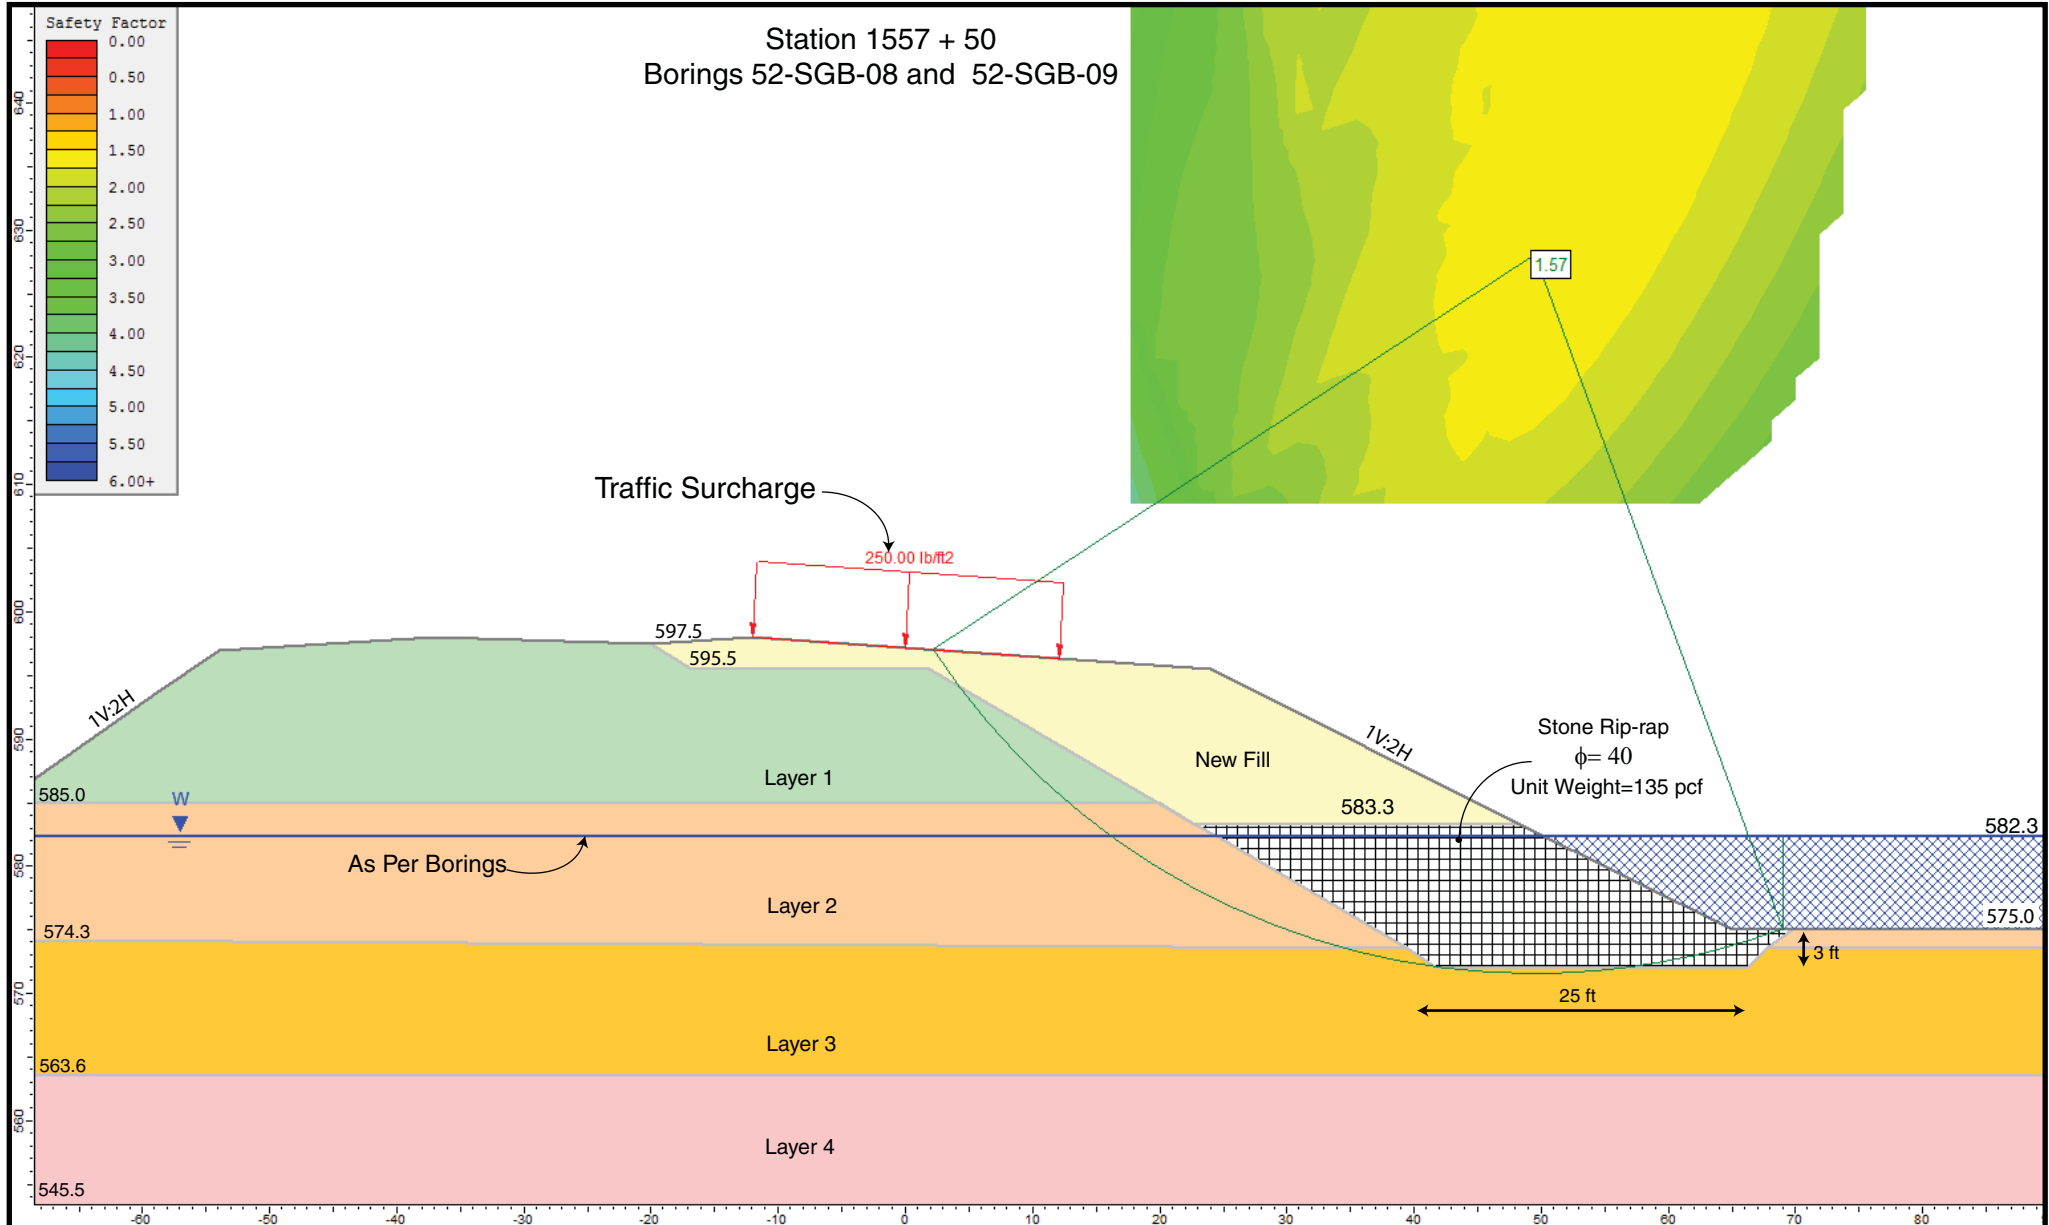 Safety Factor
0.00
0.50
1.00
1.50
2.00
2.50
3.00
3.50
4.00
4.50
5.00
5.50
6.00+
Station 1557 + 50
Borings 52-SGB-08 and 52-SGB-09
1.57
Traffic Surcharge
250.00 lb/ft2
597.5
595.5
1V:2H
1V:2H
Stone Rip-rap
ϕ= 40
Unit Weight=135 pcf
New Fill
Layer 1
585.0
W
583.3
582.3
As Per Borings
Layer 2
575.0
574.3
3 ft
25 ft
Layer 3
563.6
Layer 4
545.5
640
630
620
610
600
590
580
570
560
-60
-50
-40
-30
-20
-10
0
10
20
30
40
50
60
70
80